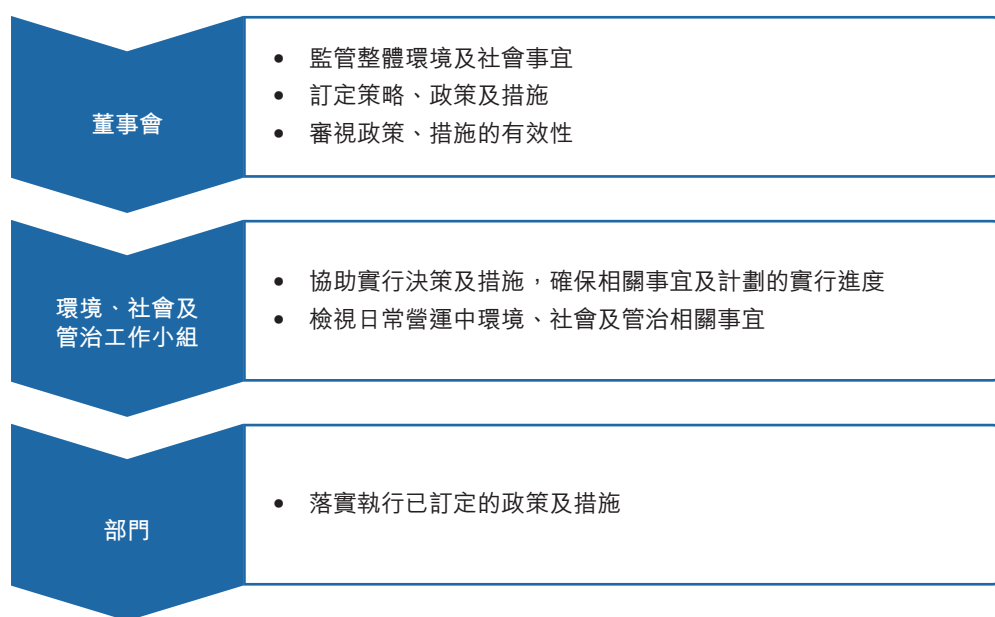 董事會
• 監管整體環境及社會事宜
• 訂定策略、政策及措施
• 審視政策、措施的有效性
環境、社會及
管治工作小組
• 協助實行決策及措施，確保相關事宜及計劃的實行進度
• 檢視日常營運中環境、社會及管治相關事宜
部門
• 落實執行已訂定的政策及措施